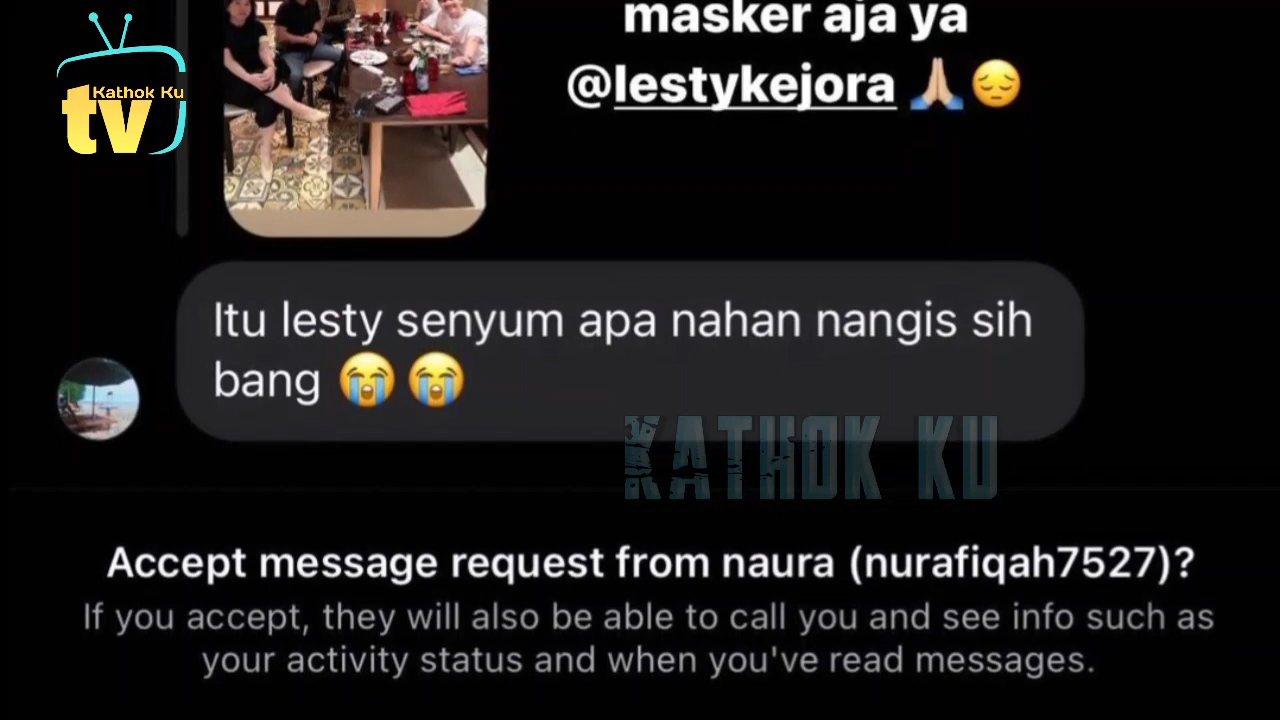 masker aja ya
@lestykejora 🙏🏼😔
Kathok Ku
tv
Itu lesty senyum apa nahan nangis sih
bang 😭😭
KATHOK KU
Accept message request from naura (nurafiqah7527)?
If you accept, they will also be able to call you and see info such as
your activity status and when you've read messages.